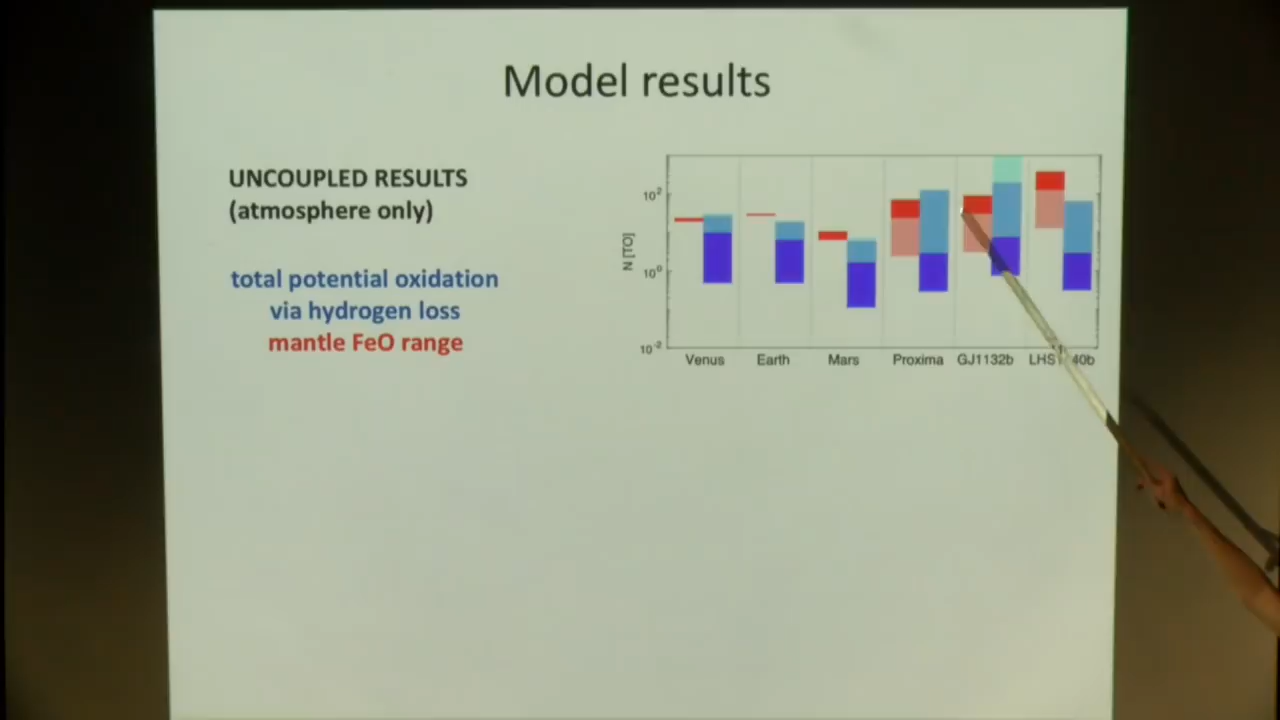 Model results
UNCOUPLED RESULTS
(atmosphere only)
total potential oxidation
via hydrogen loss
mantle FeO range
N [TO]
10²
10⁰
10⁻²
Venus Earth Mars Proxima GJ1132b LHS 40b